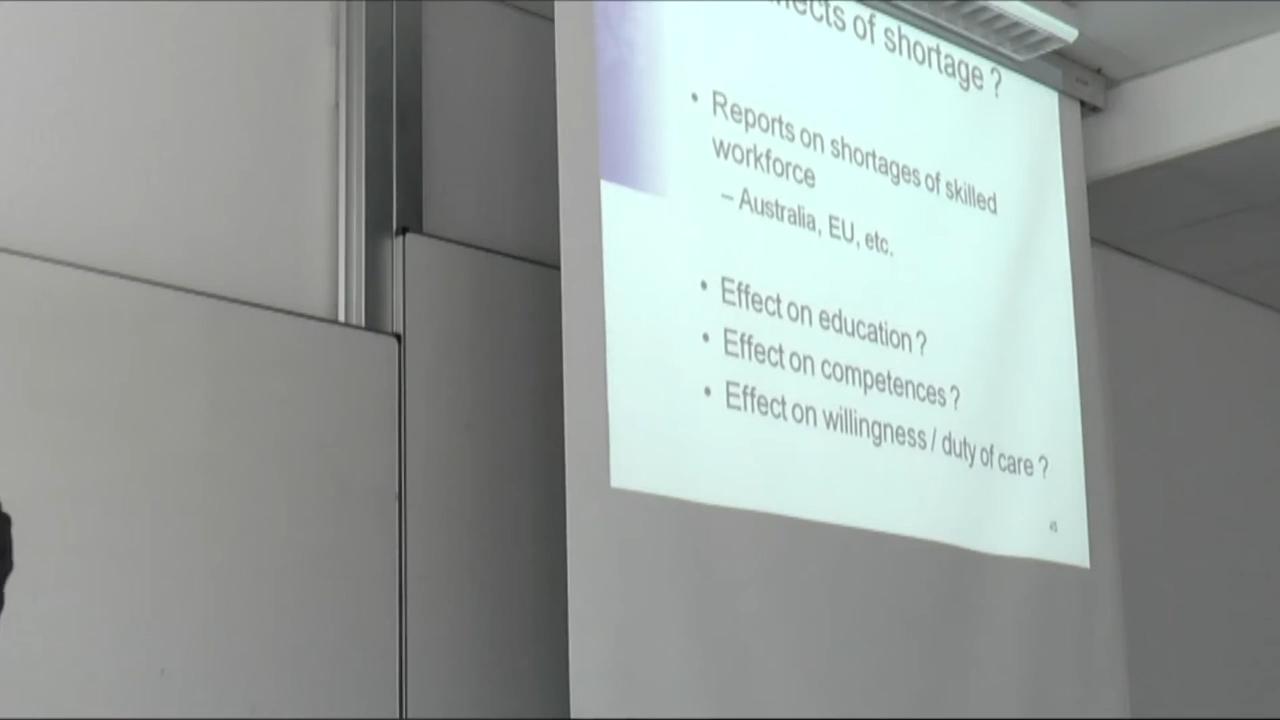 of shortage ?
• Reports on shortages of skilled
workforce
– Australia, EU, etc.
• Effect on education ?
• Effect on competences ?
• Effect on willingness / duty of care ?